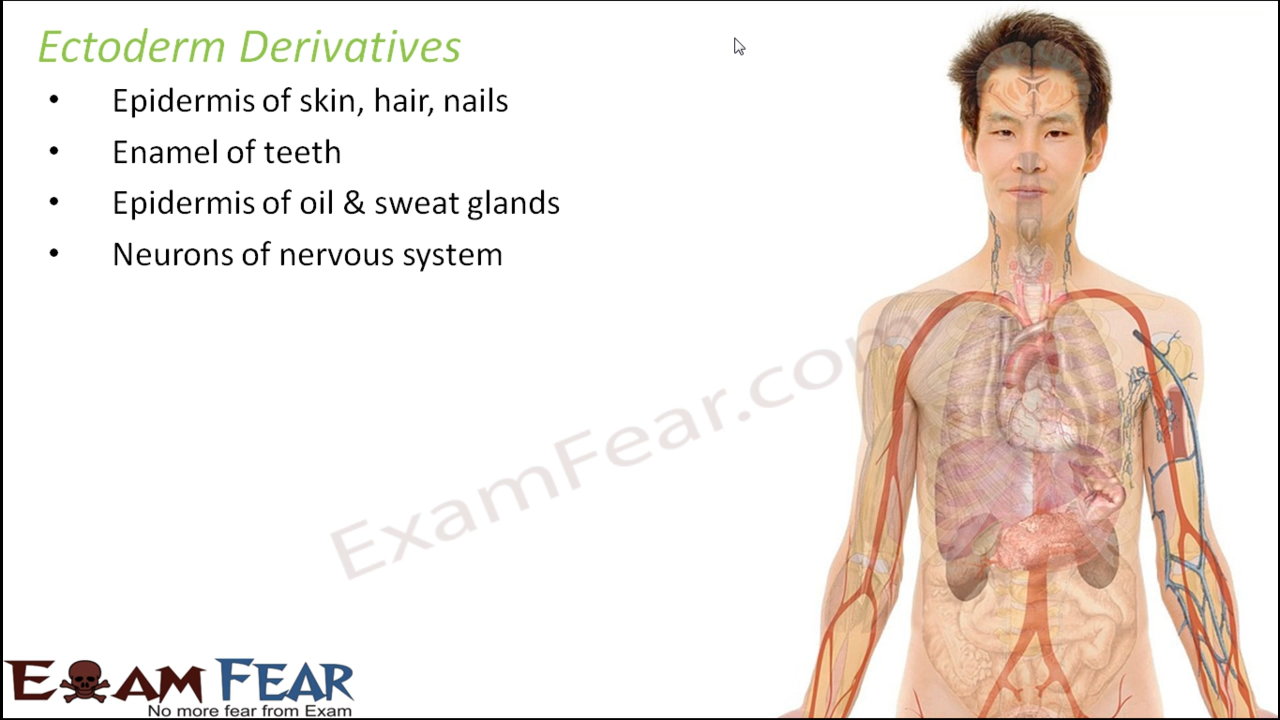 Ectoderm Derivatives
• Epidermis of skin, hair, nails
• Enamel of teeth
• Epidermis of oil & sweat glands
• Neurons of nervous system
ExamFear.com
EXAM FEAR
No more fear from Exam